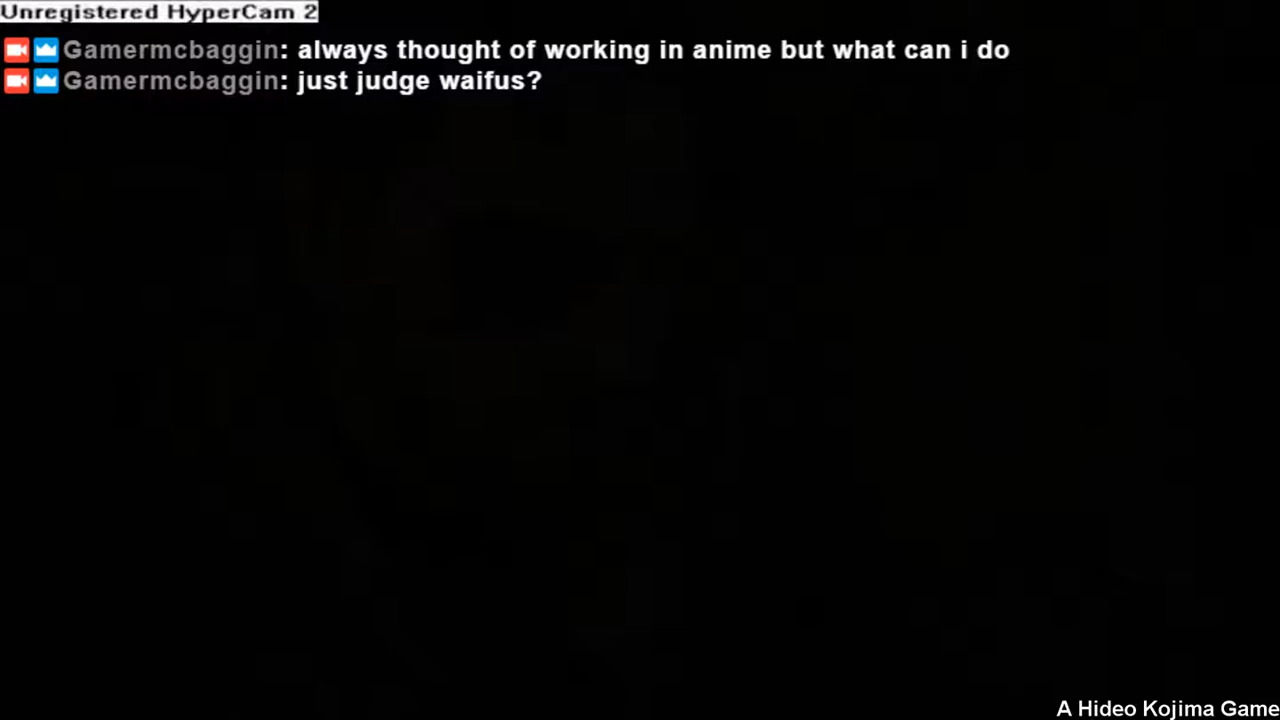 Unregistered HyperCam 2
Gamermcbaggin: always thought of working in anime but what can i do
Gamermcbaggin: just judge waifus?
A Hideo Kojima Game